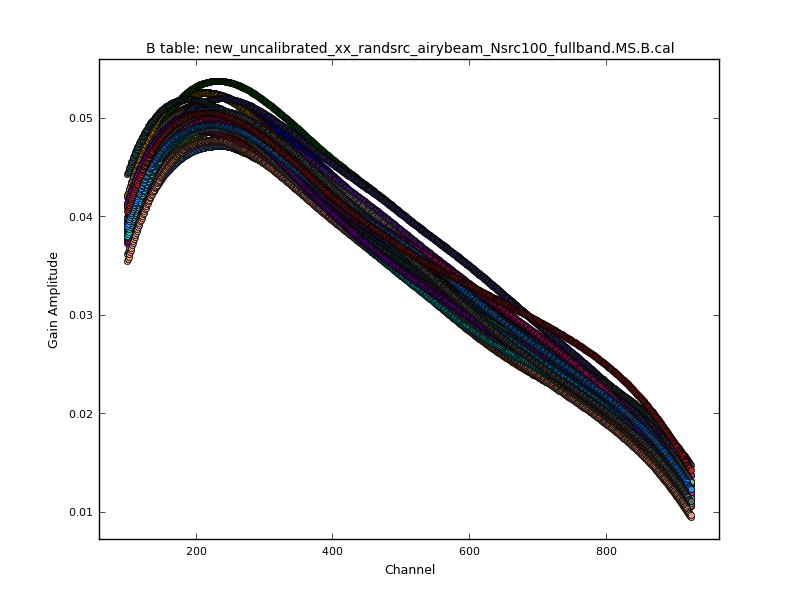 B table: new_uncalibrated_xx_randsrc_airybeam_Nsrc100_fullband.MS.B.cal
0.05
0.04
0.03
0.02
0.01
Gain Amplitude
200 400 600 800
Channel